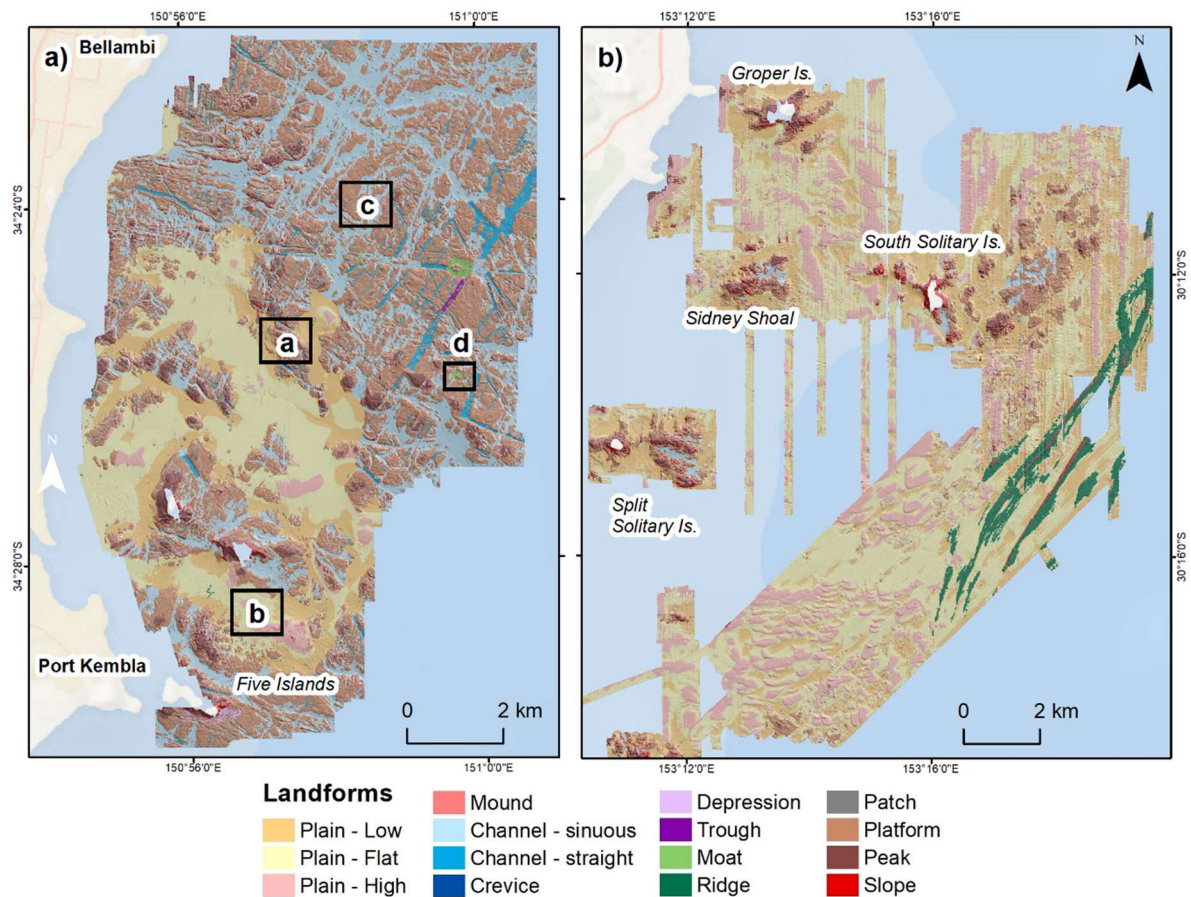 150°56'0"E
151°0'0"E
153°12'0"E
153°16'0"E
a)
Bellambi
34°24'0"S
c
a
d
34°28'0"S
N
b
Port Kembla
Five Islands
0 2 km
150°56'0"E
151°0'0"E
b)
Groper Is.
N
South Solitary Is.
30°12'0"S
Sidney Shoal
Split
Solitary Is.
30°16'0"S
0 2 km
153°12'0"E
153°16'0"E
Landforms
Plain - Low
Plain - Flat
Plain - High
Mound
Channel - sinuous
Channel - straight
Crevice
Depression
Trough
Moat
Ridge
Patch
Platform
Peak
Slope